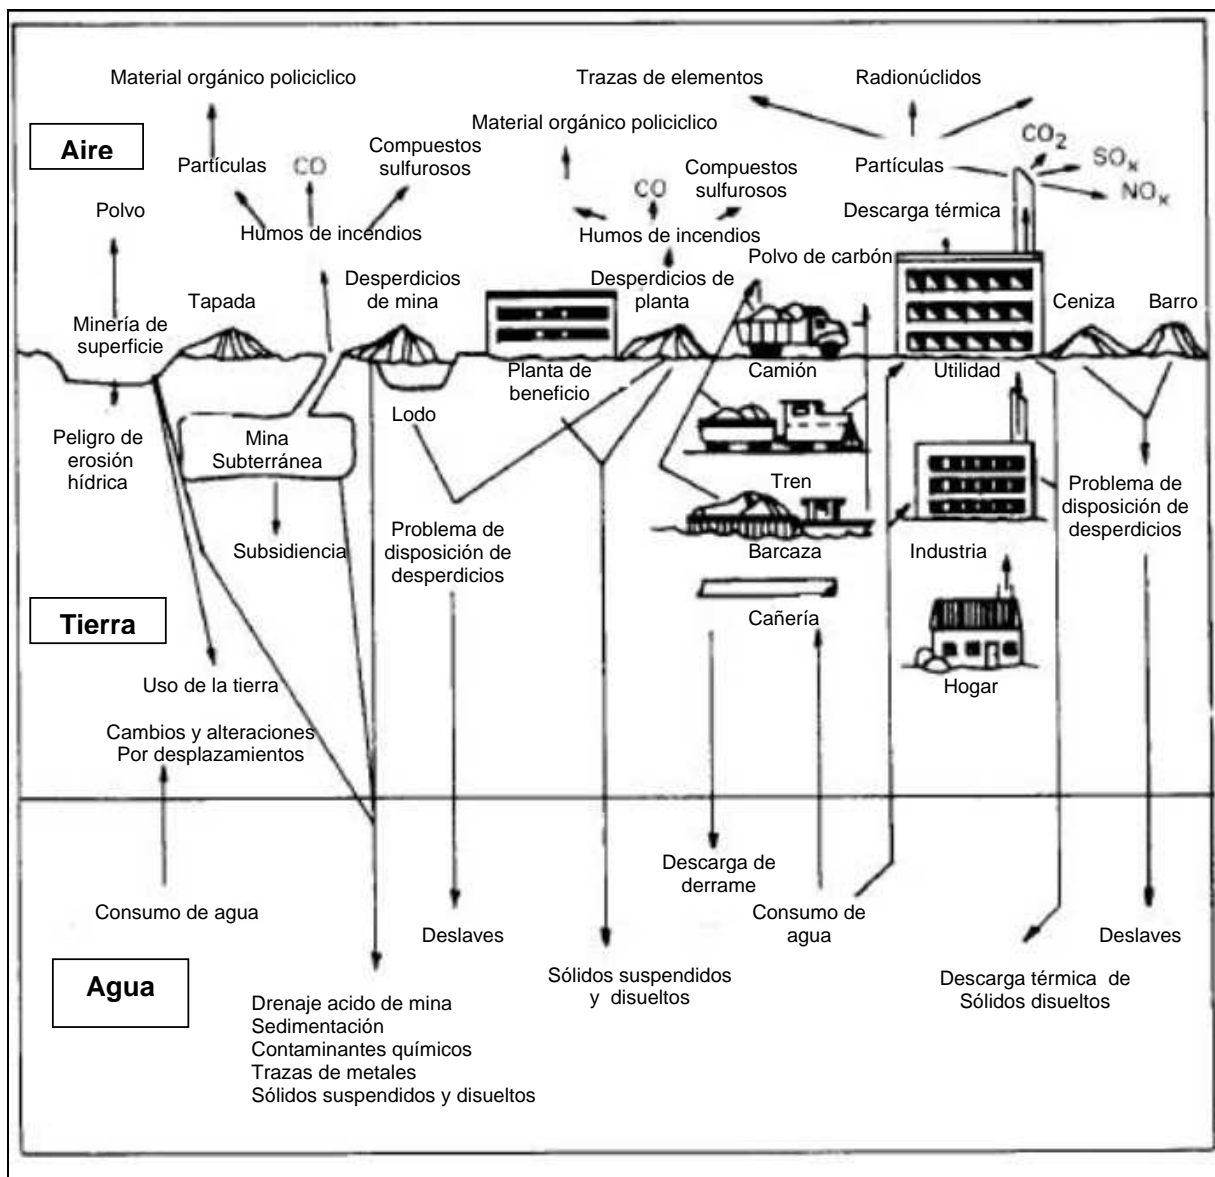 Material orgánico policiclico
Trazas de elementos
Radionúclidos
Material orgánico policiclico
Aire
Partículas
CO
Compuestos
sulfurosos
CO
Compuestos
sulfurosos
Partículas
CO₂
SOₓ
NOₓ
Polvo
Humos de incendios
Humos de incendios
Descarga térmica
Polvo de carbón
Tapada
Desperdicios
de mina
Desperdicios de
planta
Ceniza
Barro
Minería de
superficie
Planta de
beneficio
Camión
Utilidad
Lodo
Peligro de
erosión
hídrica
Mina
Subterránea
Tren
Problema de
disposición de
desperdicios
Problema de
disposición de
desperdicios
Subsidiencia
Barcaza
Industria
Tierra
Cañería
Uso de la tierra
Hogar
Cambios y alteraciones
Por desplazamientos
Descarga de
derrame
Consumo de agua
Consumo de
agua
Deslaves
Deslaves
Agua
Sólidos suspendidos
y disueltos
Descarga térmica de
Sólidos disueltos
Drenaje acido de mina
Sedimentación
Contaminantes químicos
Trazas de metales
Sólidos suspendidos y disueltos